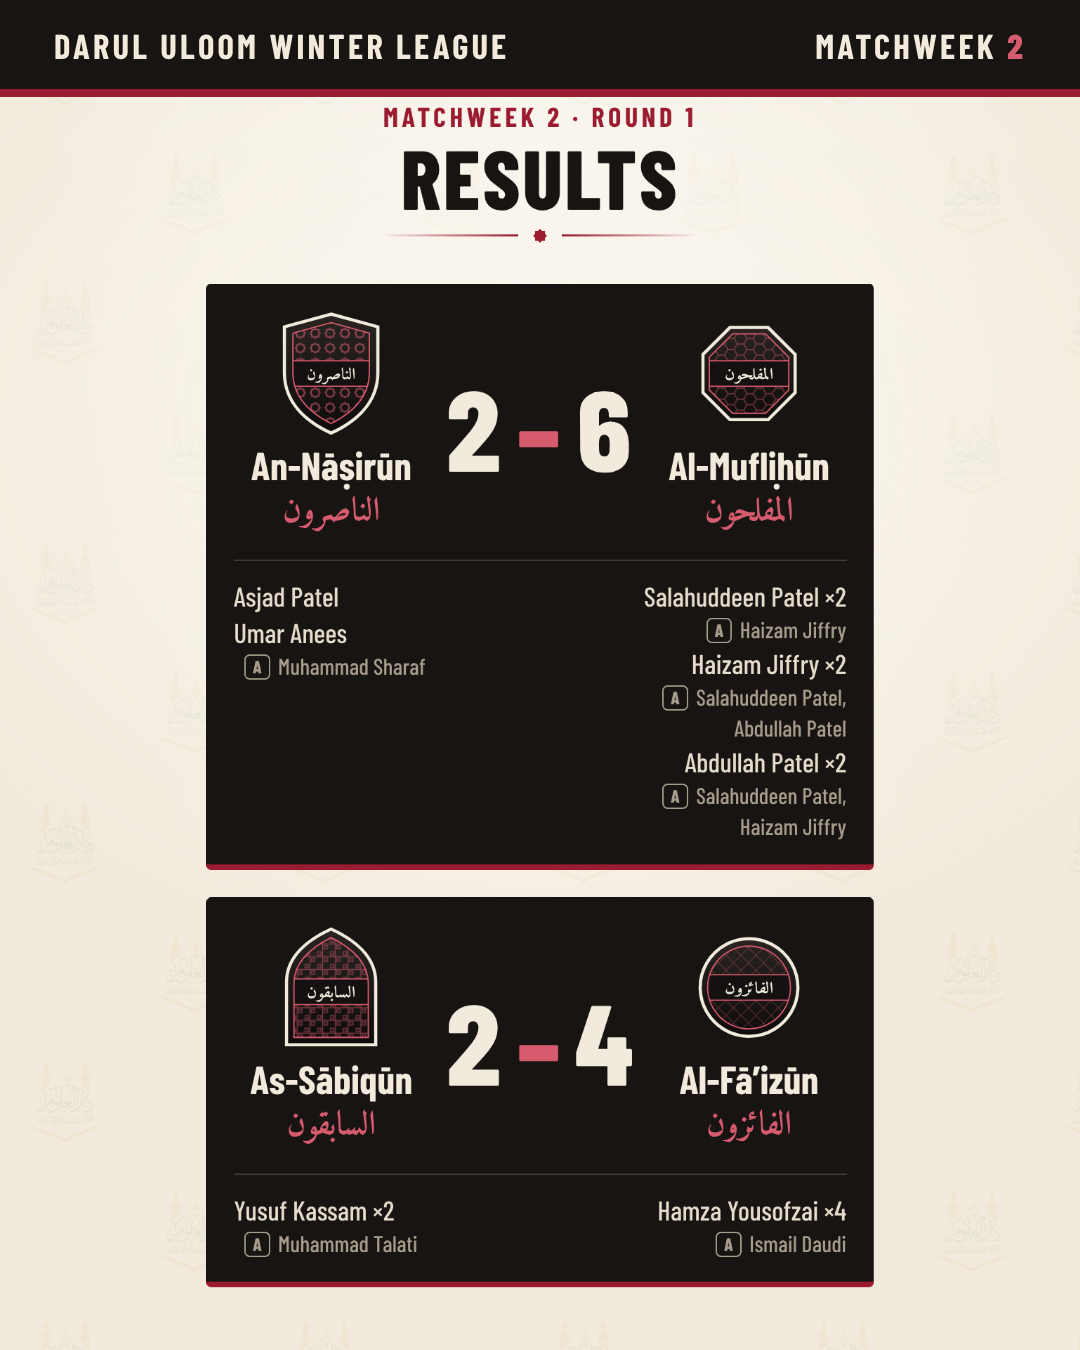 DARUL ULOOM WINTER LEAGUE
MATCHWEEK 2
MATCHWEEK 2 · ROUND 1
RESULTS
الناصرون
المفلحون
2 – 6
An-Nāṣirūn
Al-Mufliḥūn
الناصرون
المفلحون
Asjad Patel
Umar Anees
A Muhammad Sharaf
Salahuddeen Patel ×2
A Haizam Jiffry
Haizam Jiffry ×2
A Salahuddeen Patel,
Abdullah Patel
Abdullah Patel ×2
A Salahuddeen Patel,
Haizam Jiffry
السابقون
الفائزون
2 – 4
As-Sābiqūn
Al-Fā’izūn
السابقون
الفائزون
Yusuf Kassam ×2
A Muhammad Talati
Hamza Yousofzai ×4
A Ismail Daudi